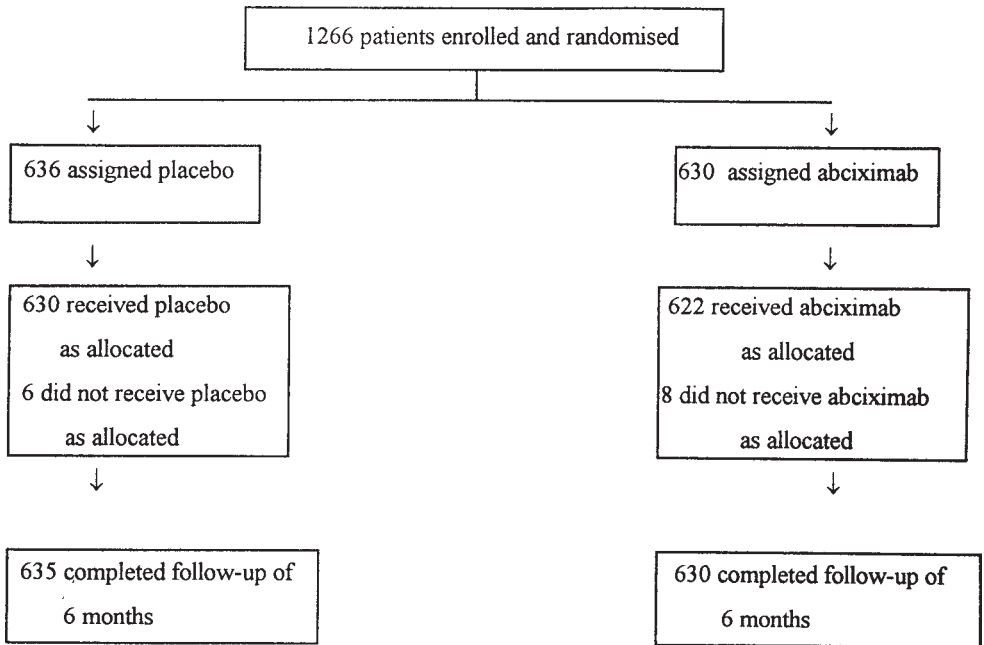 1266 patients enrolled and randomised
636 assigned placebo
630 assigned abciximab
630 received placebo
as allocated
6 did not receive placebo
as allocated
622 received abciximab
as allocated
8 did not receive abciximab
as allocated
635 completed follow-up of
6 months
630 completed follow-up of
6 months